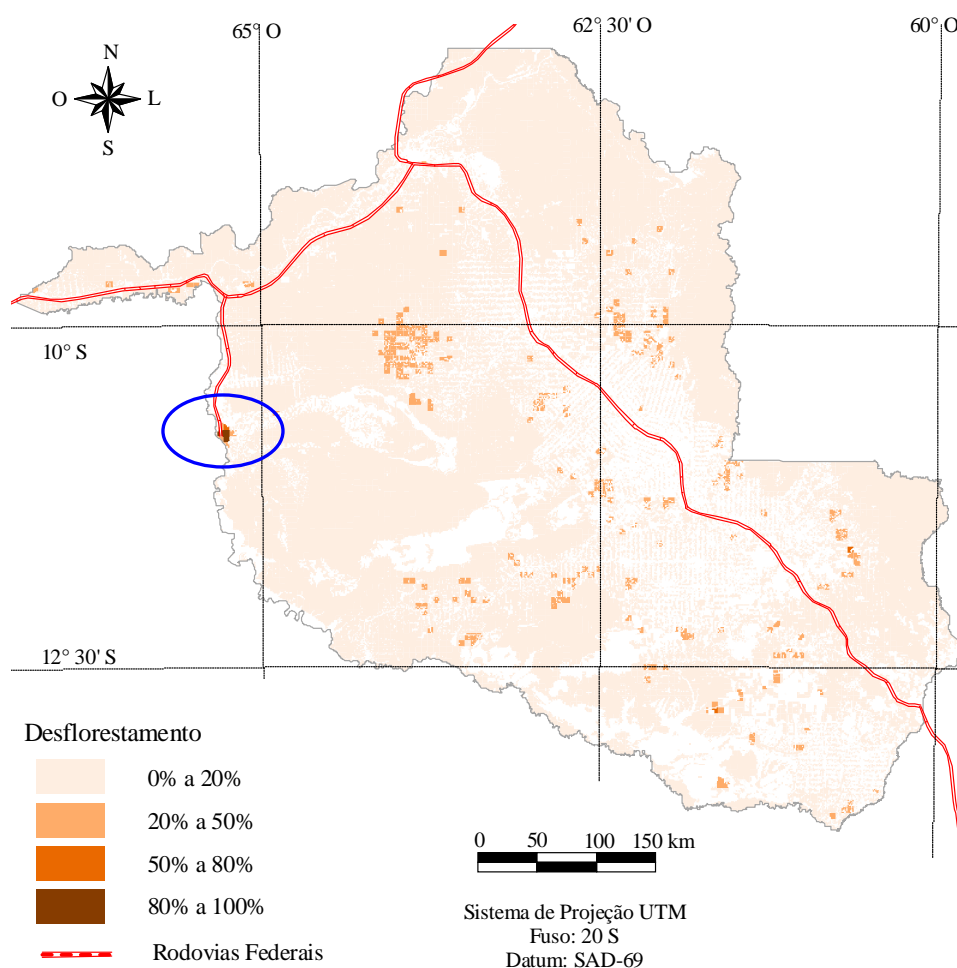 65° O
62° 30' O
60° O
N
O
L
S
10° S
12° 30' S
Desflorestamento
0% a 20%
20% a 50%
50% a 80%
80% a 100%
Rodovias Federais
0 50 100 150 km
Sistema de Projeção UTM
Fuso: 20 S
Datum: SAD-69